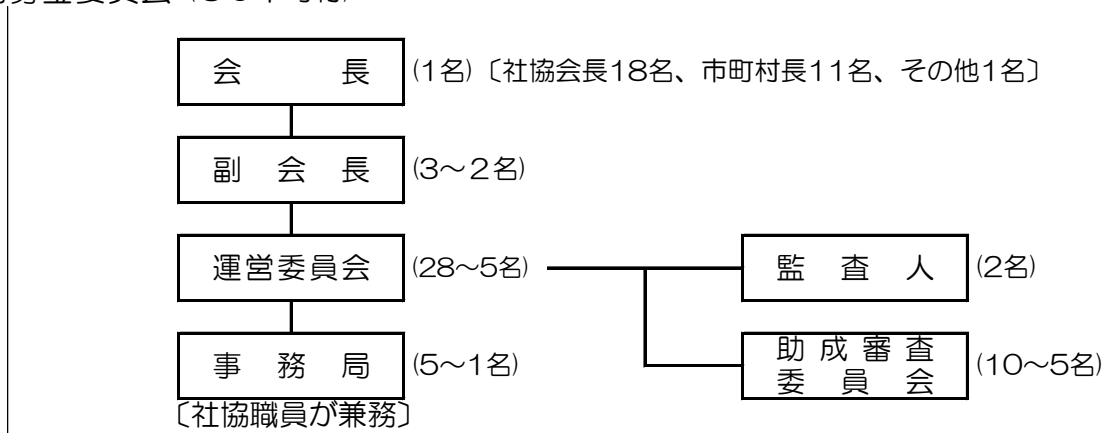 会長 (1名)〔社協会長18名、市町村長11名、その他1名〕
副会長 (3～2名)
運営委員会 (28～5名)
監査人 (2名)
事務局 (5～1名)
〔社協職員が兼務〕
助成審査
委員会
(10～5名)